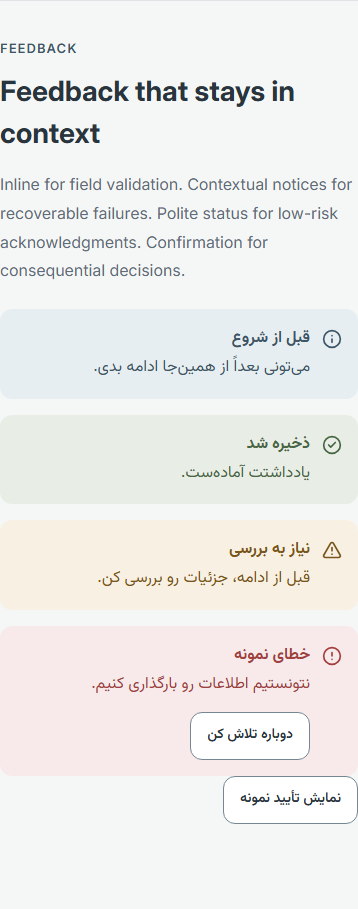 FEEDBACK
Feedback that stays in
context
Inline for field validation. Contextual notices for
recoverable failures. Polite status for low-risk
acknowledgments. Confirmation for
consequential decisions.
قبل از شروع
می‌تونی بعداً از همین‌جا ادامه بدی.
ذخیره شد
یادداشتت آماده‌ست.
نیاز به بررسی
قبل از ادامه، جزئیات رو بررسی کن.
خطای نمونه
نتونستیم اطلاعات رو بارگذاری کنیم.
دوباره تلاش کن
نمایش تأیید نمونه